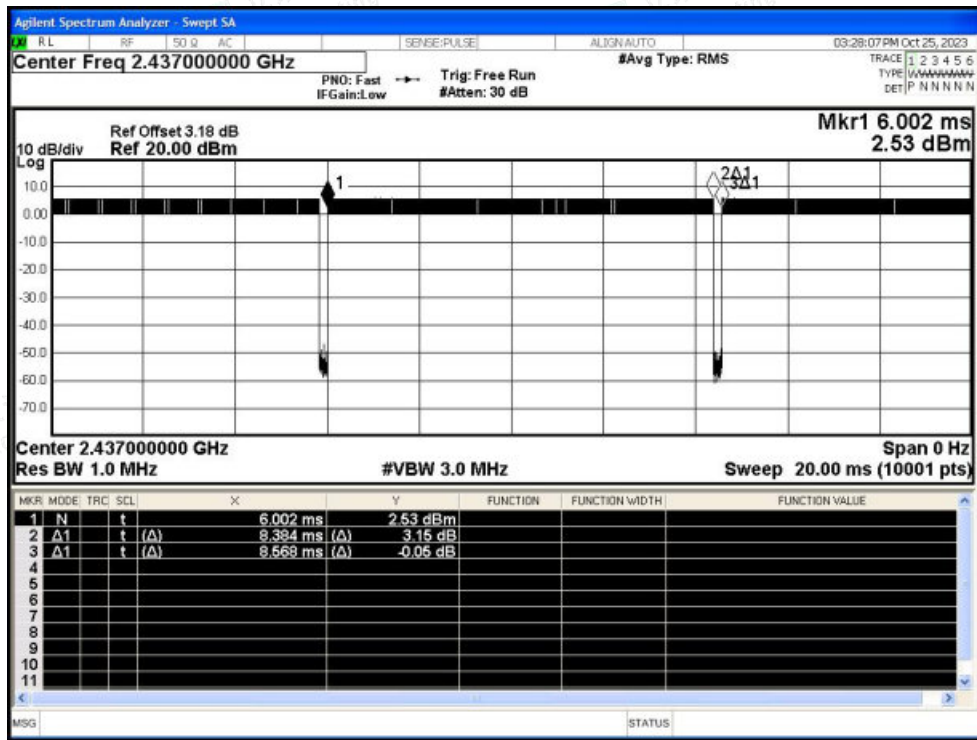 Agilent Spectrum Analyzer - Swept SA
RL RF 50 Ω AC SENSE:PULSE ALIGNAUTO 03:28:07PM Oct 25, 2023
Center Freq 2.437000000 GHz #Avg Type: RMS TRACE 1 2 3 4 5 6
PNO: Fast Trig: Free Run TYPE
IFGain:Low #Atten: 30 dB DET P N N N N N
Mkr1 6.002 ms
Ref Offset 3.18 dB
10 dB/div Ref 20.00 dBm 2.53 dBm
Log
10.0
0.00
-10.0
-20.0
-30.0
-40.0
-50.0
-60.0
-70.0
1
2Δ1
3Δ1
Center 2.437000000 GHz Span 0 Hz
Res BW 1.0 MHz #VBW 3.0 MHz Sweep 20.00 ms (10001 pts)
MKR MODE TRC SCL X Y FUNCTION FUNCTION WIDTH FUNCTION VALUE
1 N t 6.002 ms 2.53 dBm
2 Δ1 t (Δ) 8.384 ms (Δ) 3.15 dB
3 Δ1 t (Δ) 8.568 ms (Δ) -0.05 dB
4
5
6
7
8
9
10
11
MSG STATUS